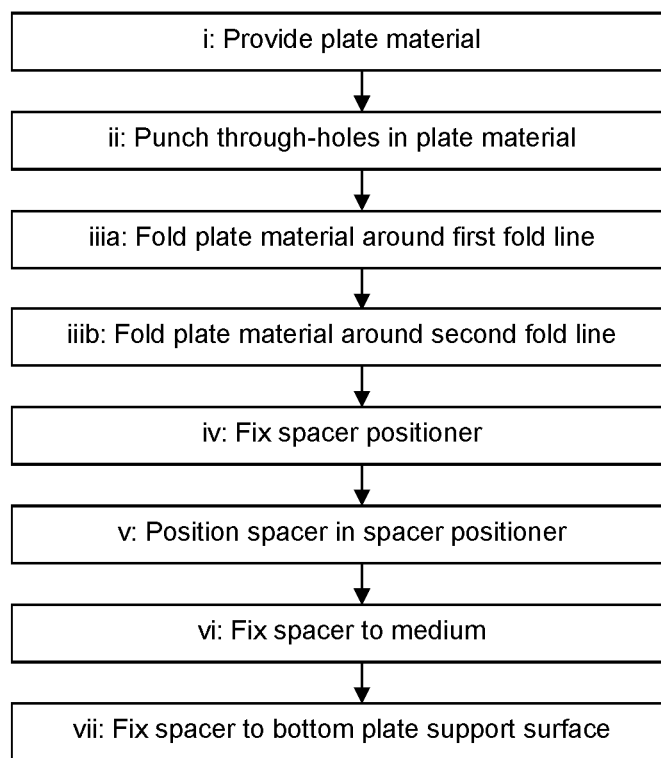 i: Provide plate material
ii: Punch through-holes in plate material
iiia: Fold plate material around first fold line
iiib: Fold plate material around second fold line
iv: Fix spacer positioner
v: Position spacer in spacer positioner
vi: Fix spacer to medium
vii: Fix spacer to bottom plate support surface